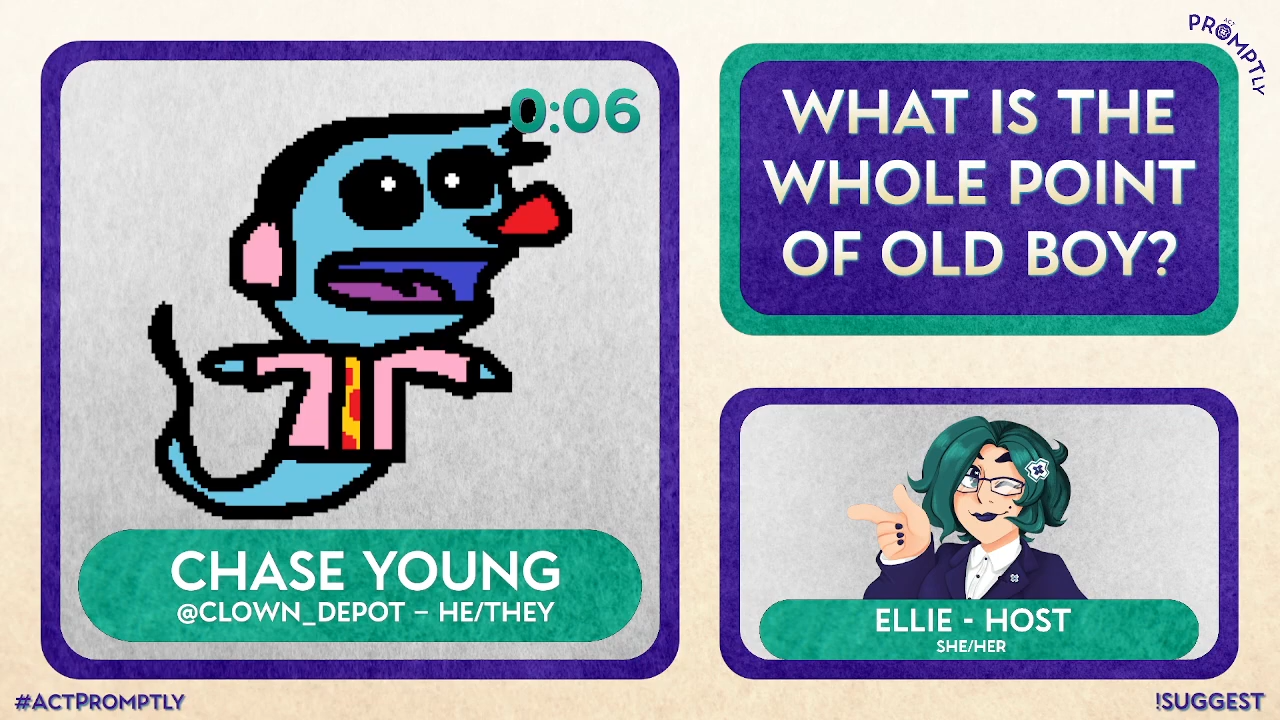 ACT
PROMPTLY
0:06
WHAT IS THE
WHOLE POINT
OF OLD BOY?
CHASE YOUNG
@CLOWN_DEPOT – HE/THEY
ELLIE - HOST
SHE/HER
#ACTPROMPTLY
!SUGGEST